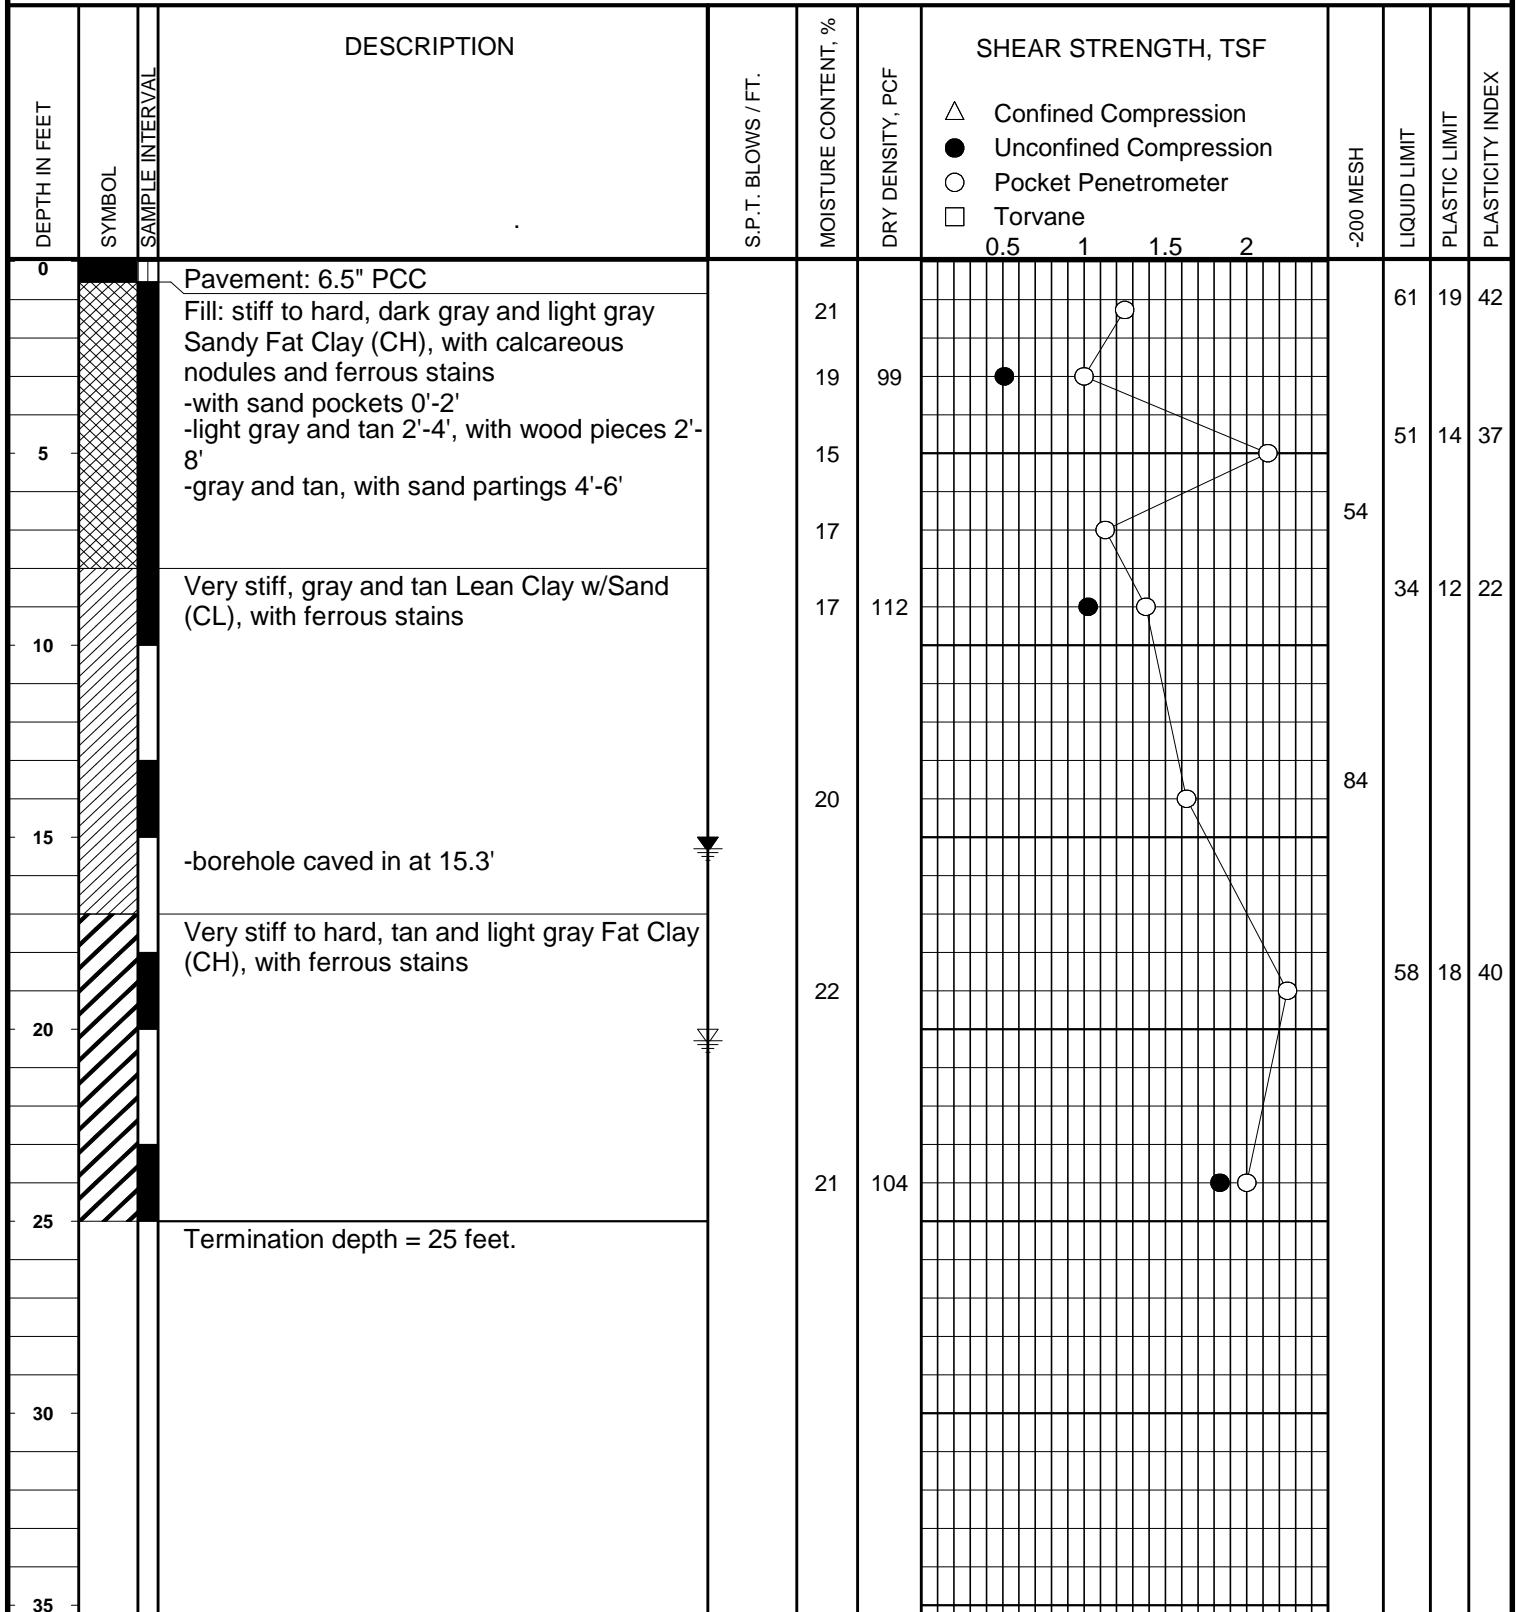 DESCRIPTION
SHEAR STRENGTH, TSF
DEPTH IN FEET
SYMBOL
SAMPLE INTERVAL
.
S.P.T. BLOWS / FT.
MOISTURE CONTENT, %
DRY DENSITY, PCF
Confined Compression
Unconfined Compression
Pocket Penetrometer
Torvane
0.5 1 1.5 2
-200 MESH
LIQUID LIMIT
PLASTIC LIMIT
PLASTICITY INDEX
0
Pavement: 6.5" PCC
61 19 42
Fill: stiff to hard, dark gray and light gray
21
Sandy Fat Clay (CH), with calcareous
nodules and ferrous stains
19 99
-with sand pockets 0'-2'
-light gray and tan 2'-4', with wood pieces 2'-
51 14 37
5
8'
15
-gray and tan, with sand partings 4'-6'
54
17
Very stiff, gray and tan Lean Clay w/Sand
34 12 22
(CL), with ferrous stains
17 112
10
84
20
15
-borehole caved in at 15.3'
Very stiff to hard, tan and light gray Fat Clay
(CH), with ferrous stains
58 18 40
22
20
21 104
25
Termination depth = 25 feet.
30
35